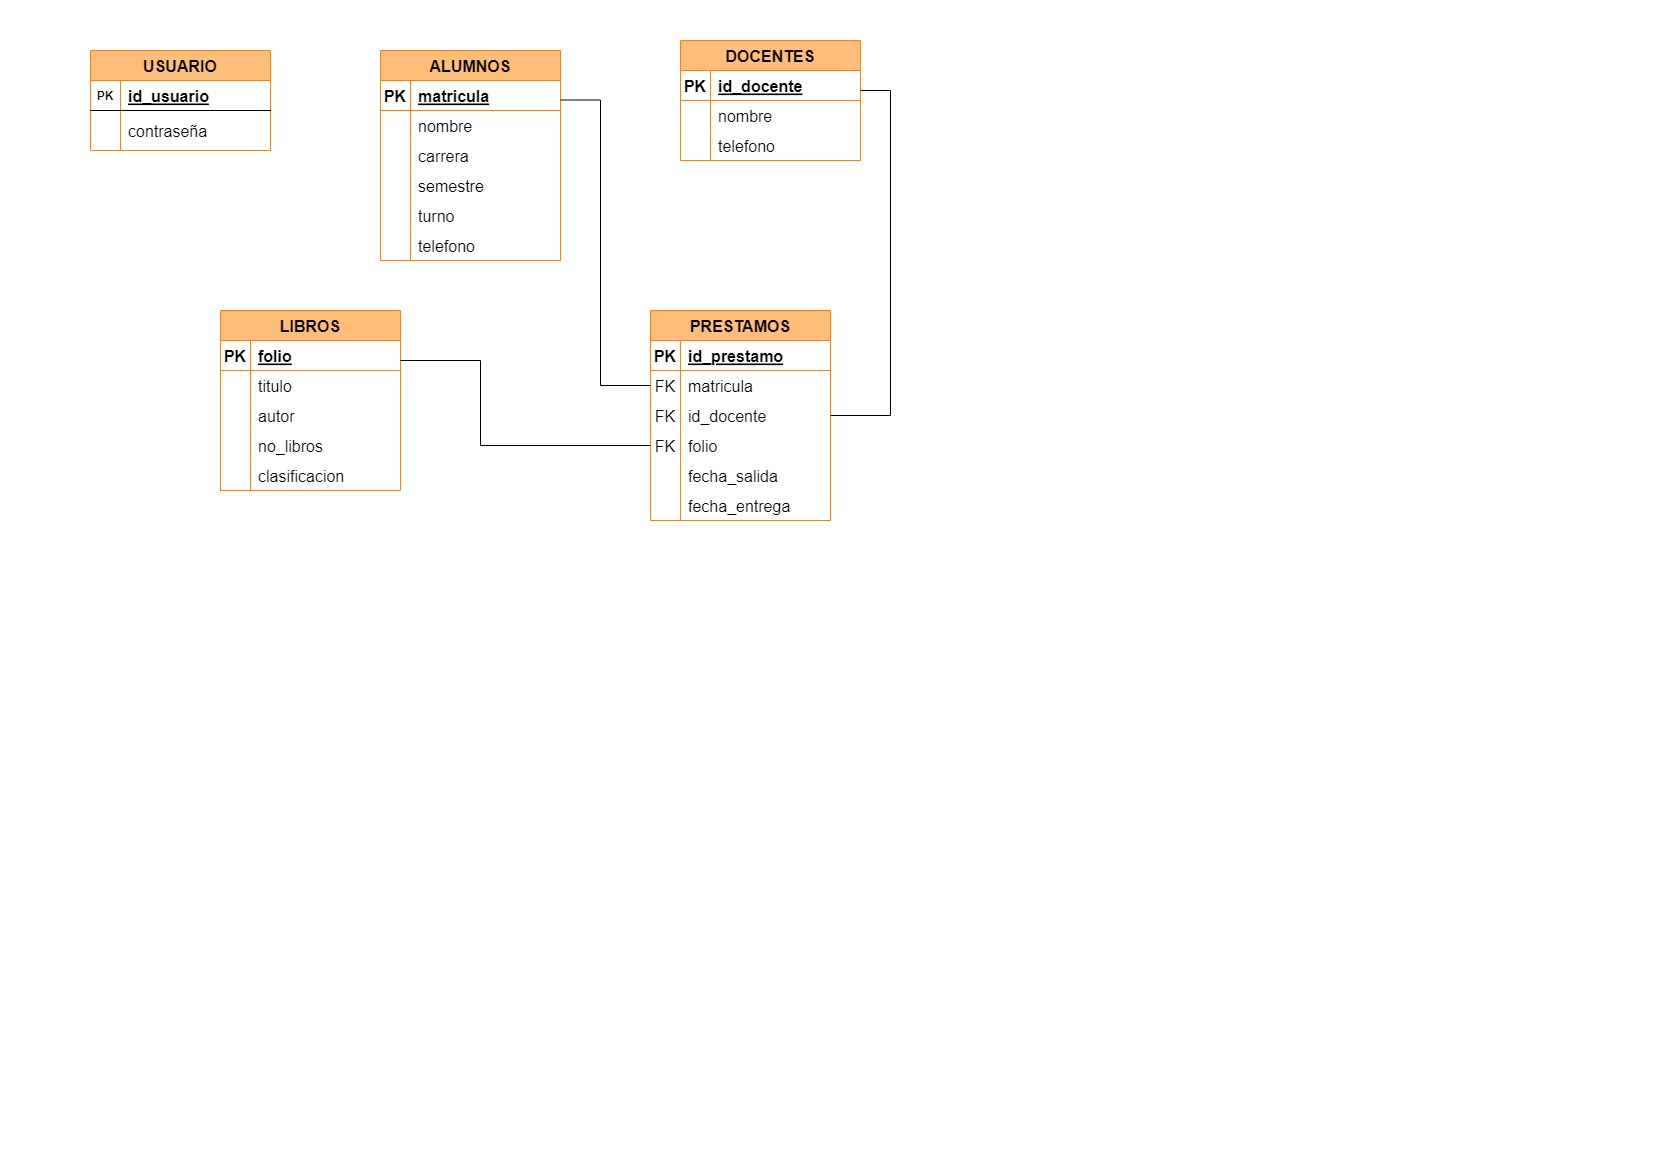 USUARIO
PK id_usuario
contraseña
ALUMNOS
PK matricula
nombre
carrera
semestre
turno
telefono
DOCENTES
PK id_docente
nombre
telefono
LIBROS
PK folio
titulo
autor
no_libros
clasificacion
PRESTAMOS
PK id_prestamo
FK matricula
FK id_docente
FK folio
fecha_salida
fecha_entrega